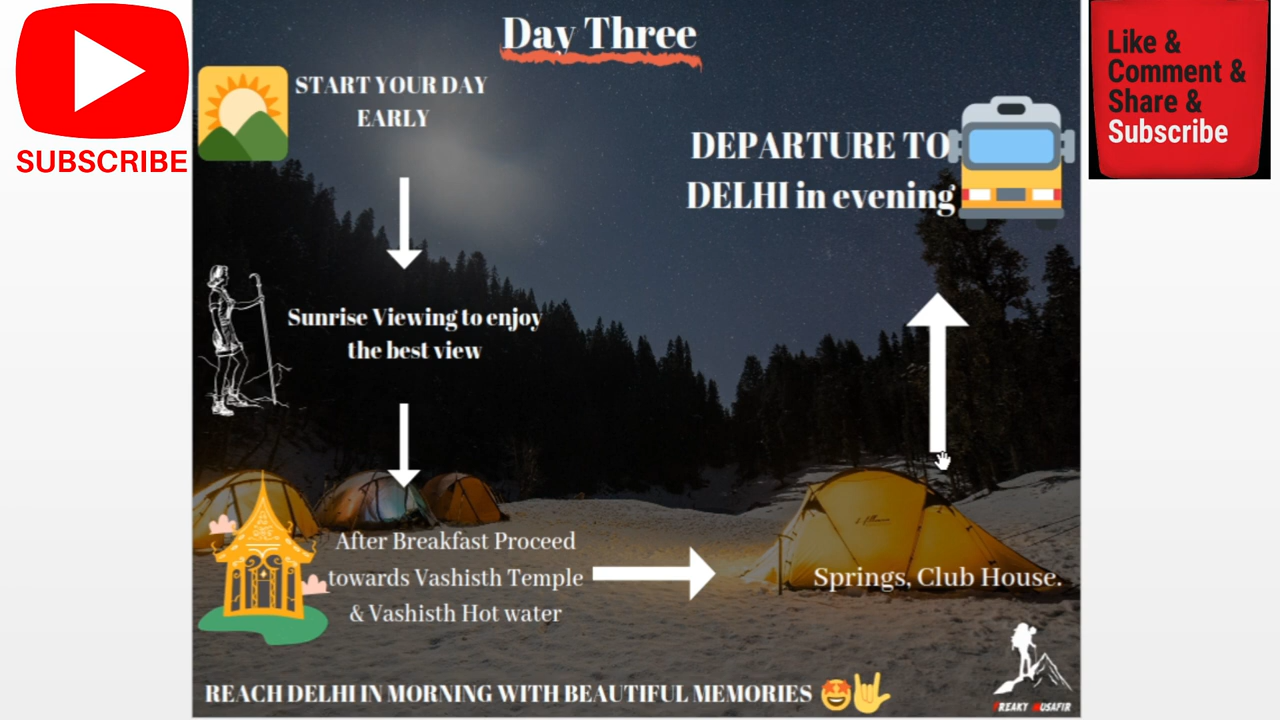 Day Three
SUBSCRIBE
Like &
Comment &
Share &
Subscribe
START YOUR DAY
EARLY
Sunrise Viewing to enjoy
the best view
After Breakfast Proceed
towards Vashisth Temple
& Vashisth Hot water
Springs, Club House.
DEPARTURE TO
DELHI in evening
REACH DELHI IN MORNING WITH BEAUTIFUL MEMORIES 🤩🤟
FREAKY MUSAFIR